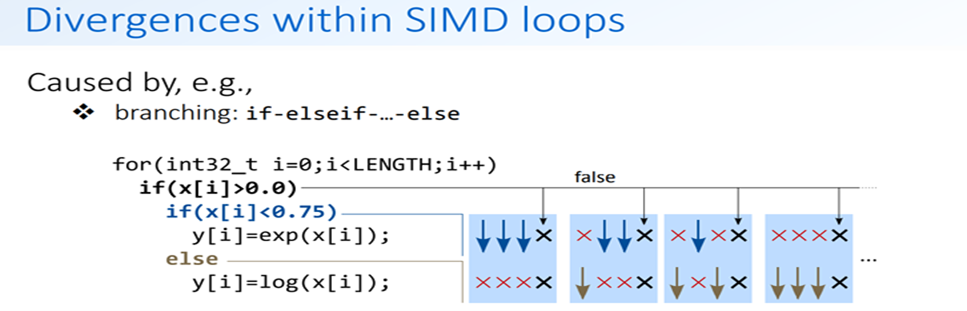 Divergences within SIMD loops
Caused by, e.g.,
❖ branching: if-elseif-…-else
for(int32_t i=0;i<LENGTH;i++)
false
if(x[i]>0.0)
if(x[i]<0.75)
y[i]=exp(x[i]);
else
y[i]=log(x[i]);
...